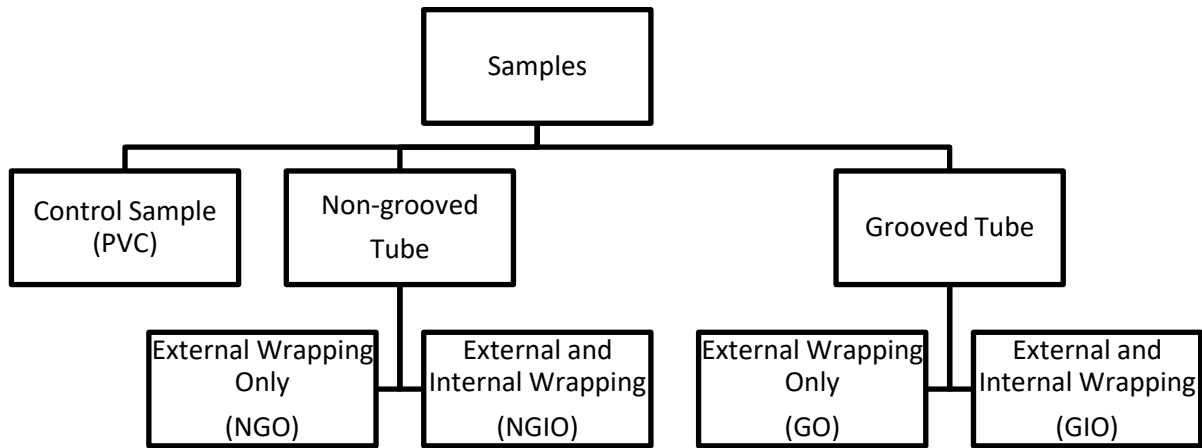 Samples
Control Sample
(PVC)
Non-grooved
Tube
Grooved Tube
External Wrapping
Only
(NGO)
External and
Internal Wrapping
(NGIO)
External Wrapping
Only
(GO)
External and
Internal Wrapping
(GIO)